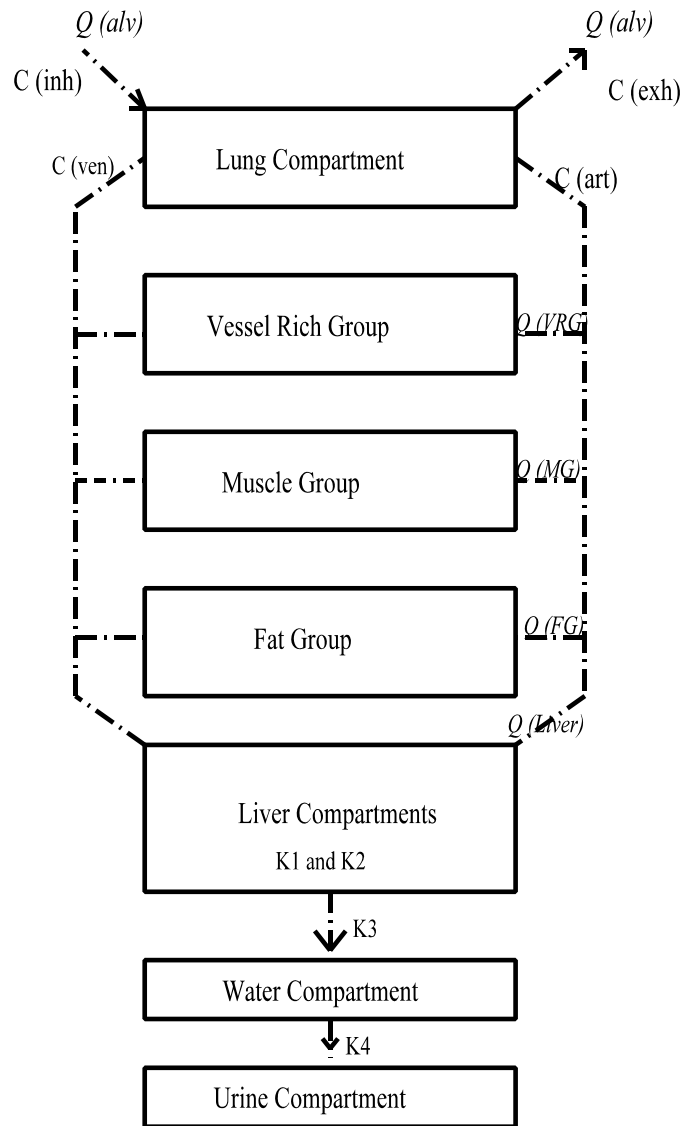 Q (alv)
Q (alv)
C (inh)
C (exh)
C (ven)
Lung Compartment
C (art)
Vessel Rich Group
Q (VRG)
Muscle Group
Q (MG)
Fat Group
Q (FG)
Q (Liver)
Liver Compartments
K1 and K2
K3
Water Compartment
K4
Urine Compartment